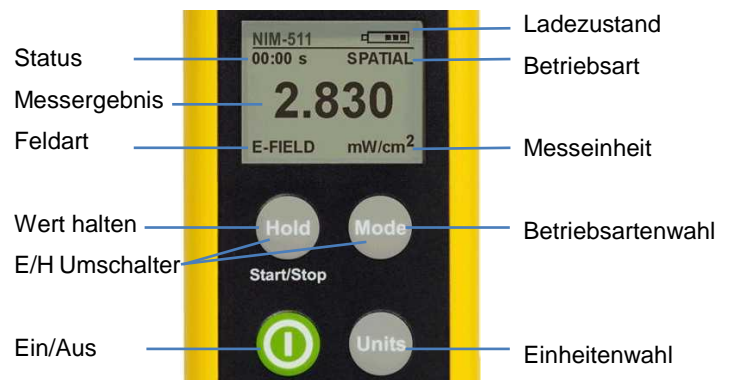 Ladezustand
NIM-511
Status
00:00 s SPATIAL
Betriebsart
Messergebnis
2.830
Feldart
E-FIELD mW/cm²
Messeinheit
Wert halten
Hold Mode
Betriebsartenwahl
E/H Umschalter
Start/Stop
Ein/Aus
Units
Einheitenwahl